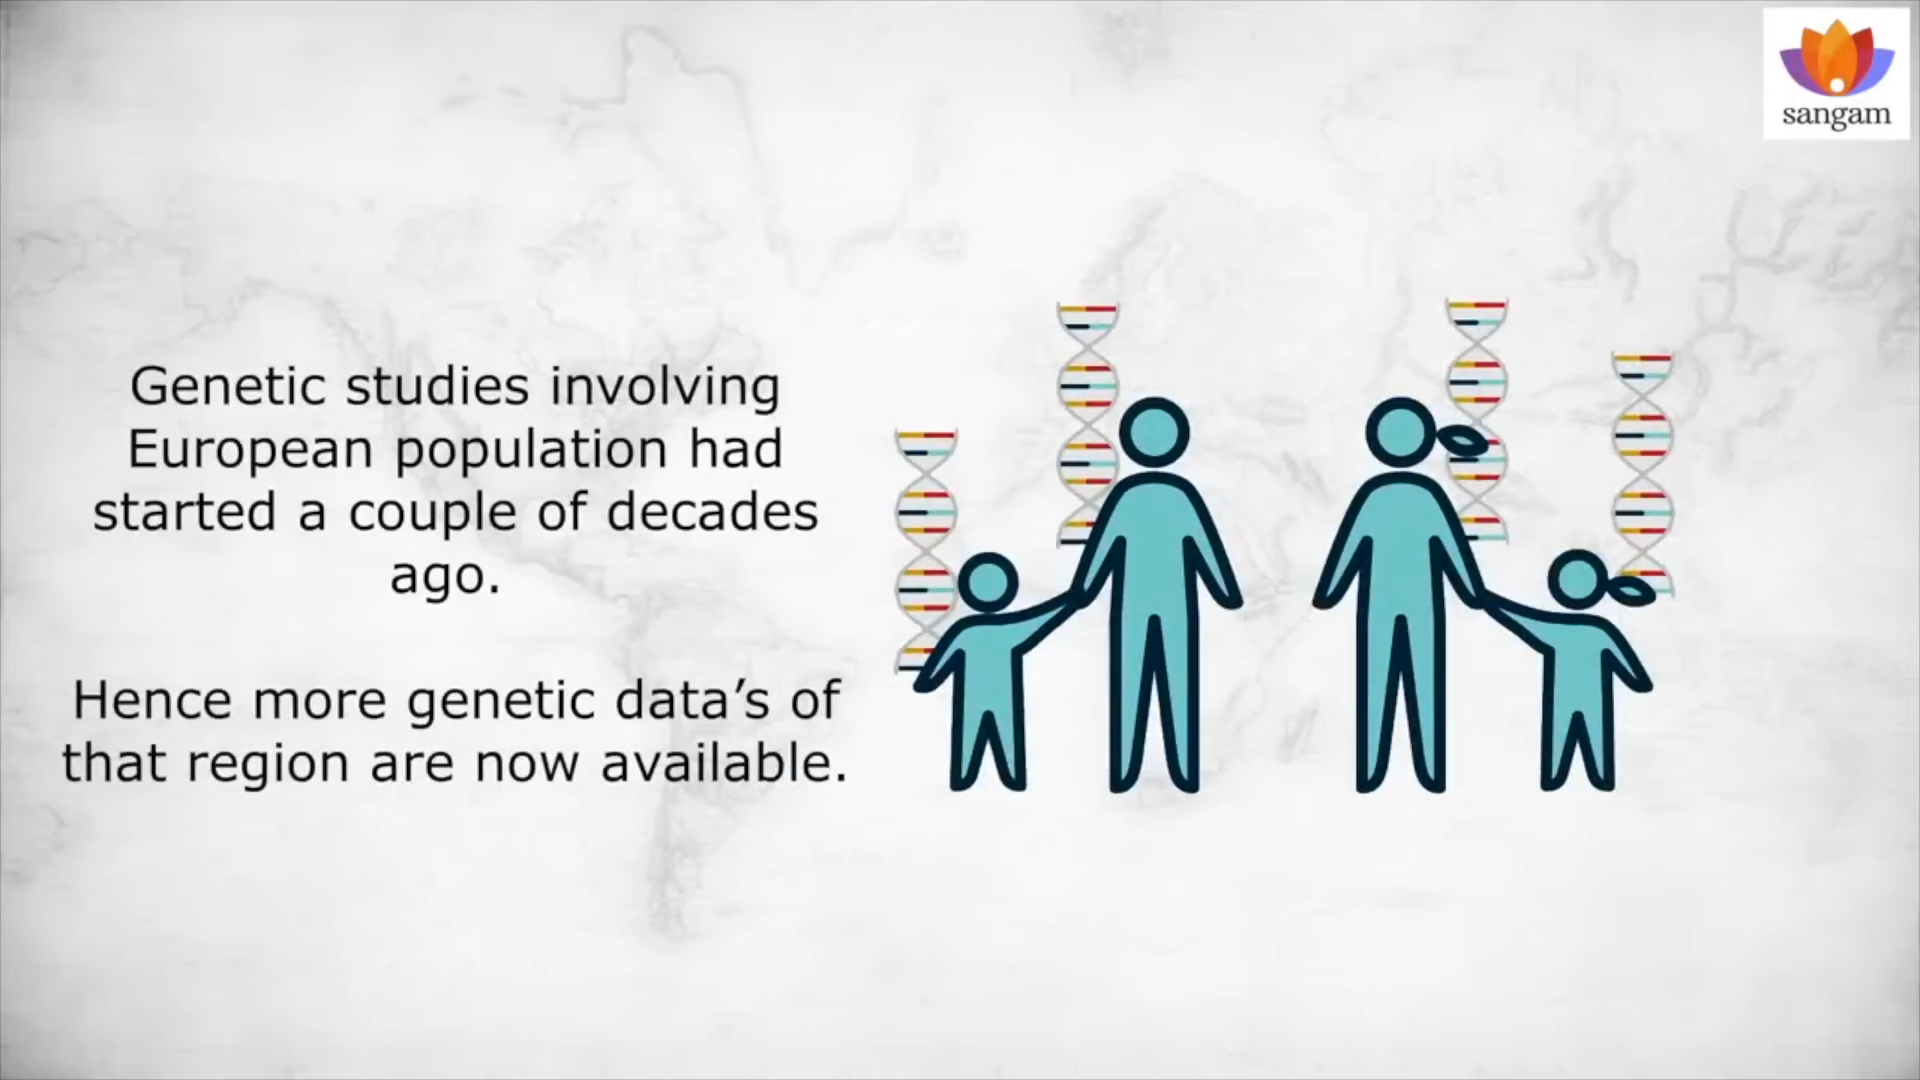 sangam
Genetic studies involving
European population had
started a couple of decades
ago.
Hence more genetic data’s of
that region are now available.